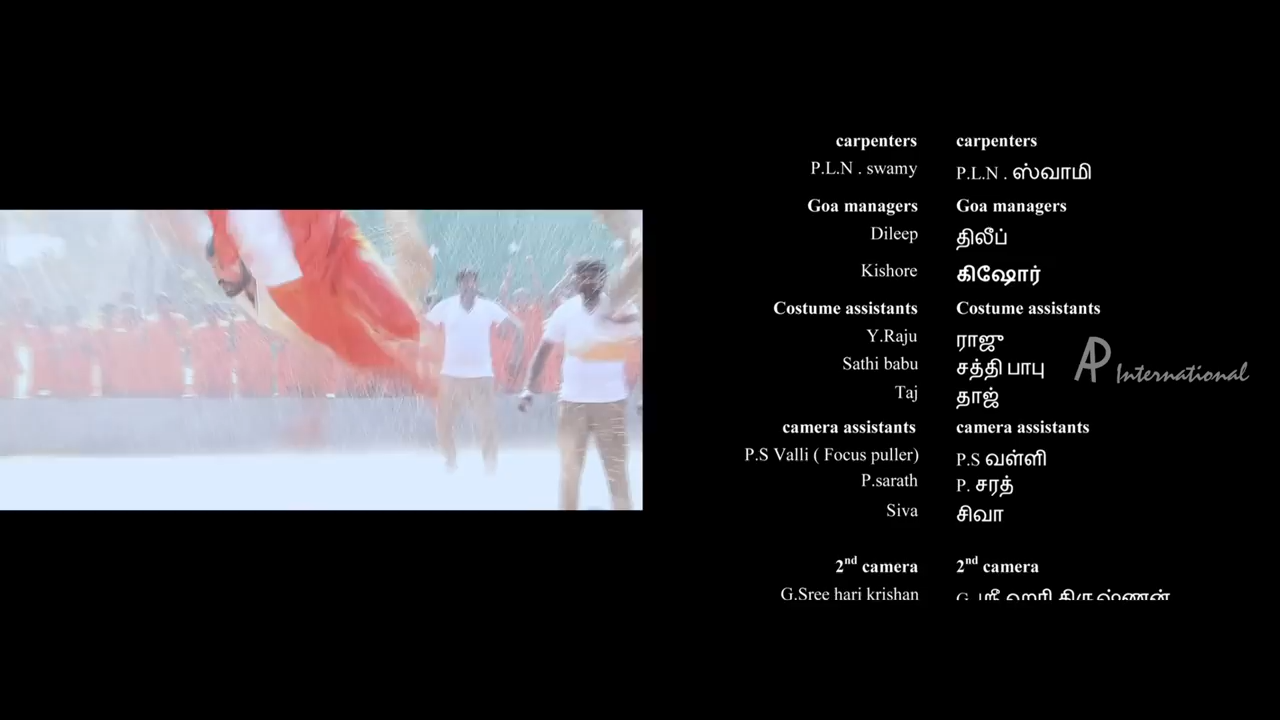 carpenters carpenters
P.L.N . swamy P.L.N . ஸ்வாமி
Goa managers Goa managers
Dileep திலீப்
Kishore கிஷோர்
Costume assistants Costume assistants
Y.Raju ராஜு
Sathi babu சத்தி பாபு
AP International
Taj தாஜ்
camera assistants camera assistants
P.S Valli ( Focus puller) P.S வள்ளி
P.sarath P. சரத்
Siva சிவா
2nd camera 2nd camera
G.Sree hari krishan G. ஸ்ரீ ஹரி கிருஷ்ணன்